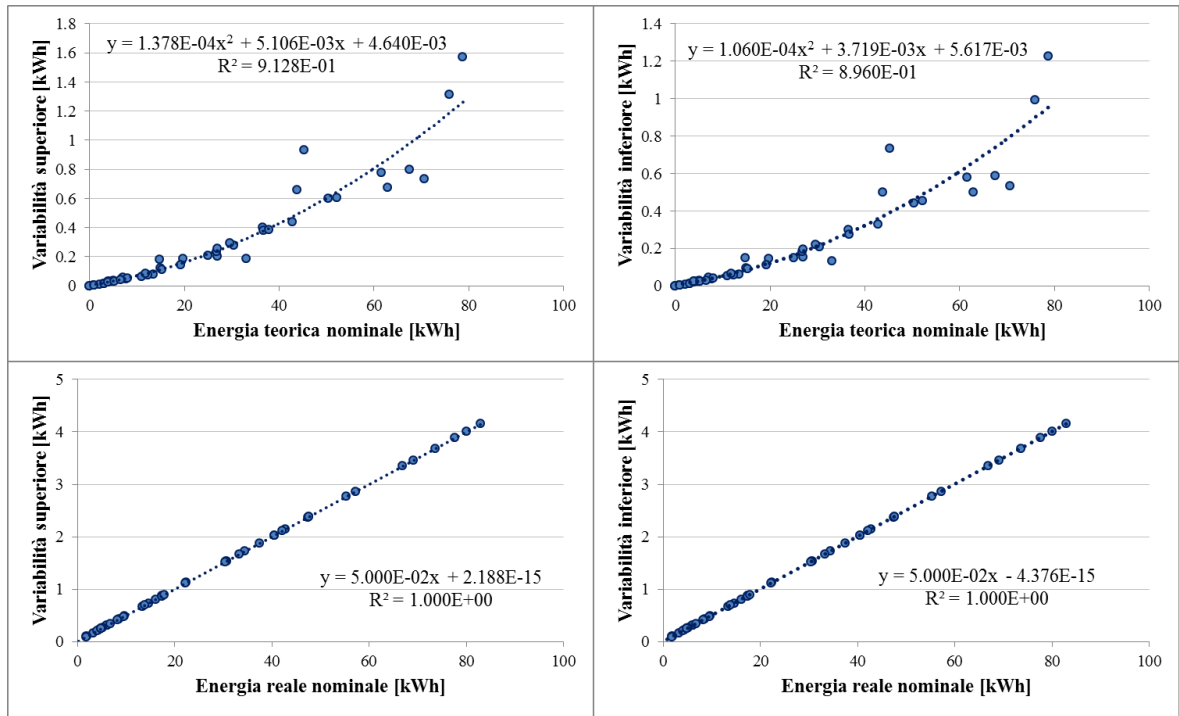 Variabilità superiore [kWh]
1.8
1.6
1.4
1.2
1
0.8
0.6
0.4
0.2
0
y = 1.378E-04x² + 5.106E-03x + 4.640E-03
R² = 9.128E-01
0 20 40 60 80 100
Energia teorica nominale [kWh]
Variabilità inferiore [kWh]
1.4
1.2
1
0.8
0.6
0.4
0.2
0
y = 1.060E-04x² + 3.719E-03x + 5.617E-03
R² = 8.960E-01
0 20 40 60 80 100
Energia teorica nominale [kWh]
Variabilità superiore [kWh]
5
4
3
2
1
0
y = 5.000E-02x + 2.188E-15
R² = 1.000E+00
0 20 40 60 80 100
Energia reale nominale [kWh]
Variabilità inferiore [kWh]
5
4
3
2
1
0
y = 5.000E-02x - 4.376E-15
R² = 1.000E+00
0 20 40 60 80 100
Energia reale nominale [kWh]